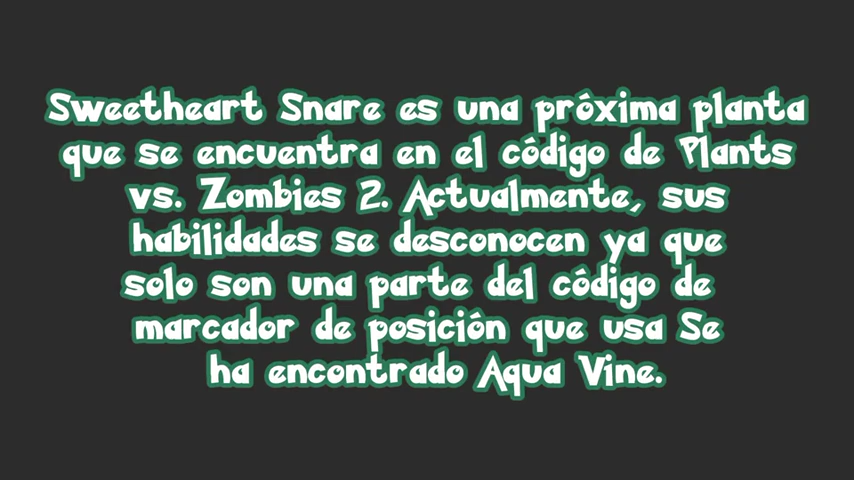 Sweetheart Snare es una próxima planta
que se encuentra en el código de Plants
vs. Zombies 2. Actualmente, sus
habilidades se desconocen ya que
solo son una parte del código de
marcador de posición que usa Se
ha encontrado Aqua Vine.